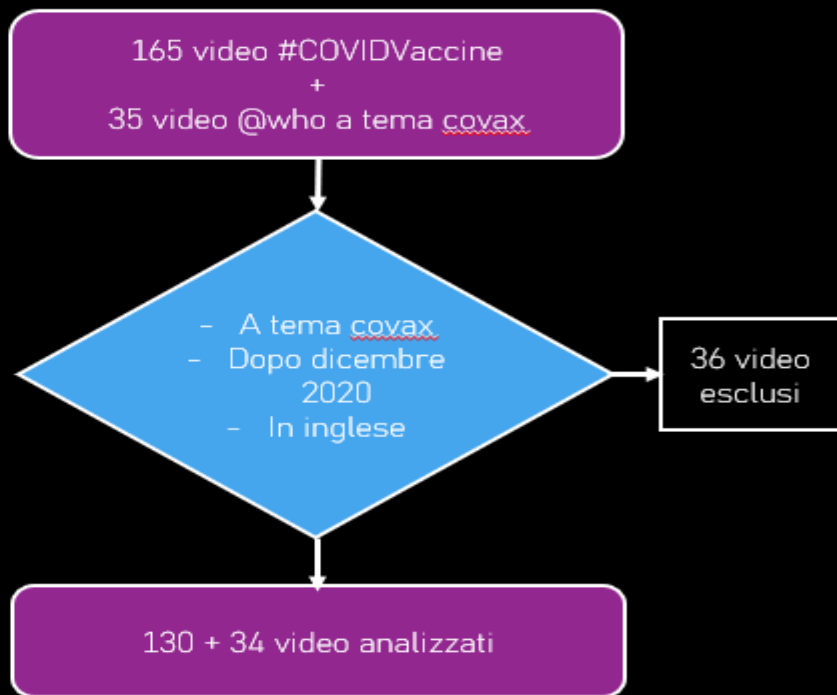 165 video #COVIDVaccine
+
35 video @who a tema covax
- A tema covax
- Dopo dicembre
2020
- In inglese
36 video
esclusi
130 + 34 video analizzati